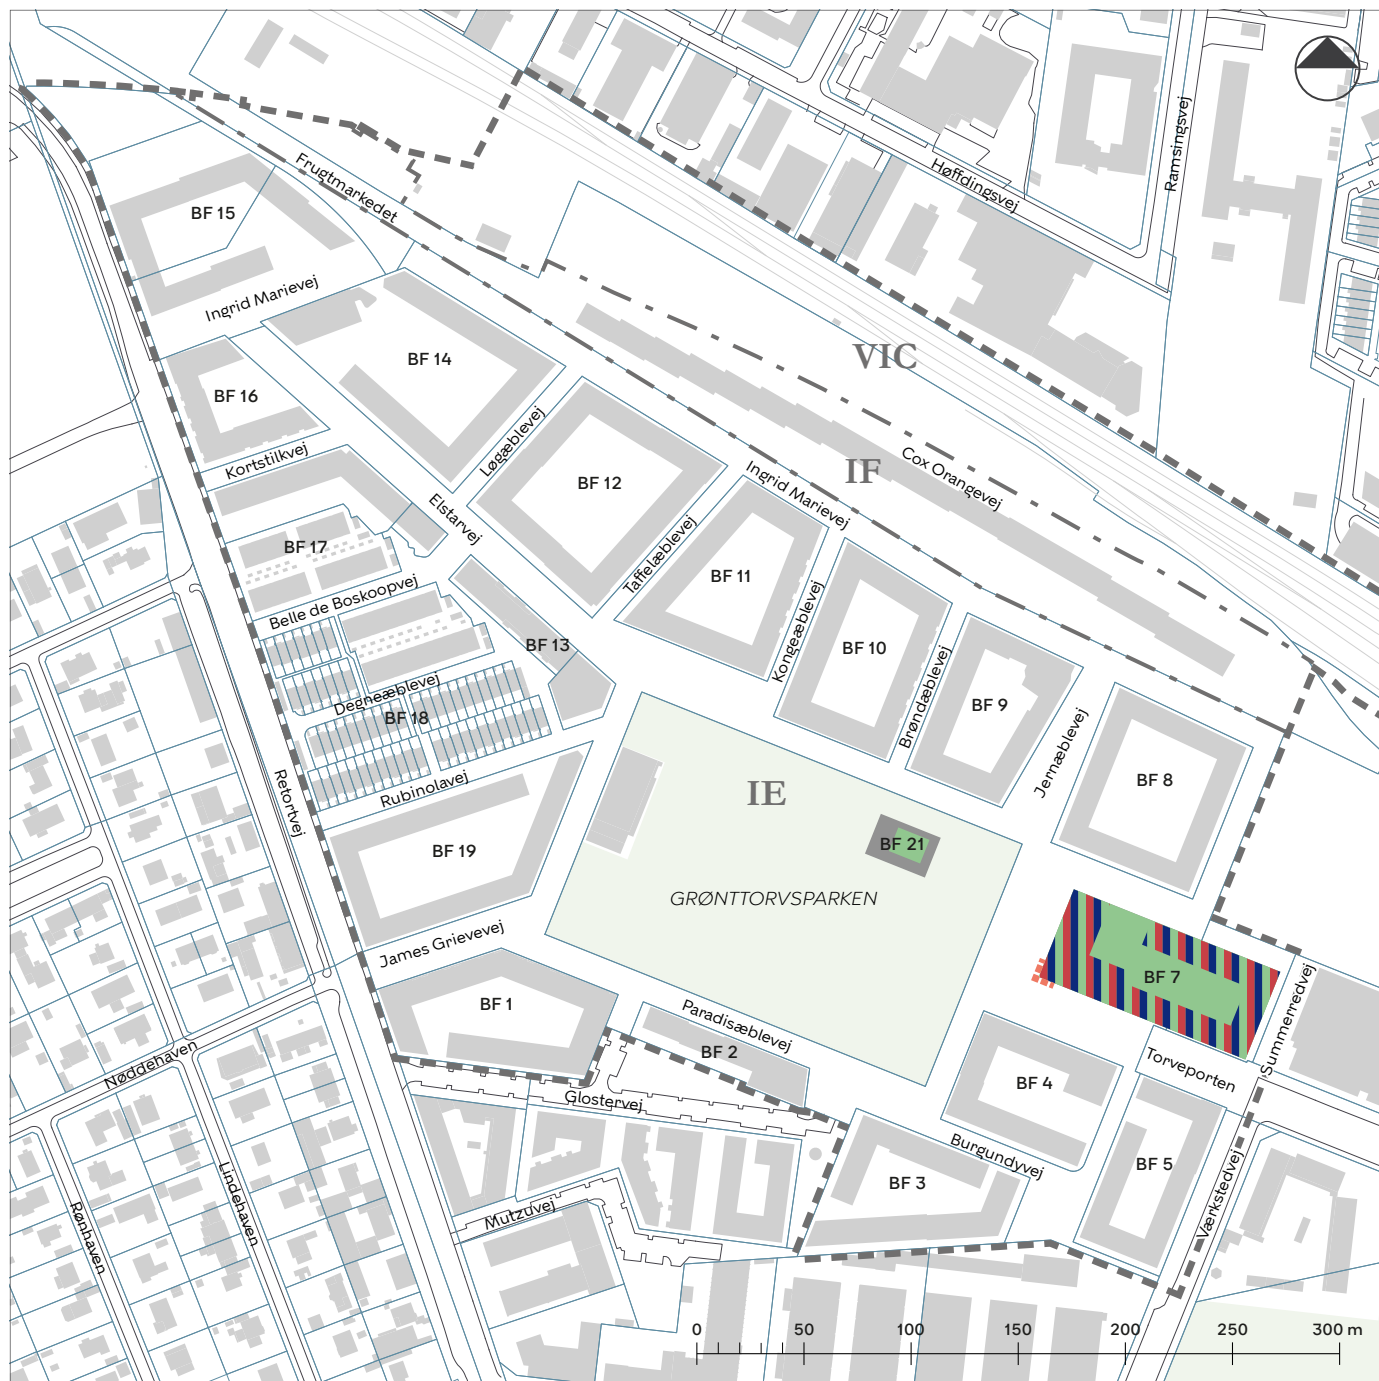 Ramsingsvej
Høffdingsvej
Frugtmarkedet
BF 15
Ingrid Marievej
BF 14
VIC
BF 16
Løgæblevej
Kortstilkvej
IF
Cox Orangevej
BF 12
Ingrid Marievej
Elstarvej
BF 17
Taffelæblevej
BF 11
Belle de Boskoopvej
Kongeæblevej
BF 13
BF 10
Brøndæblevej
Degneæblevej
BF 18
BF 9
Jernæblevej
BF 8
Rubinolavej
Retortvej
IE
BF 19
BF 21
GRØNTTORVSPARKEN
James Grievevej
BF 7
BF 1
Paradisæblevej
Summerredvej
BF 2
Torveporten
Nøddehaven
BF 4
Glostervej
Burgundyvej
BF 5
BF 3
Værkstedvej
Lindehaven
Mutzuvej
Rønhaven
0 50 100 150 200 250 300 m